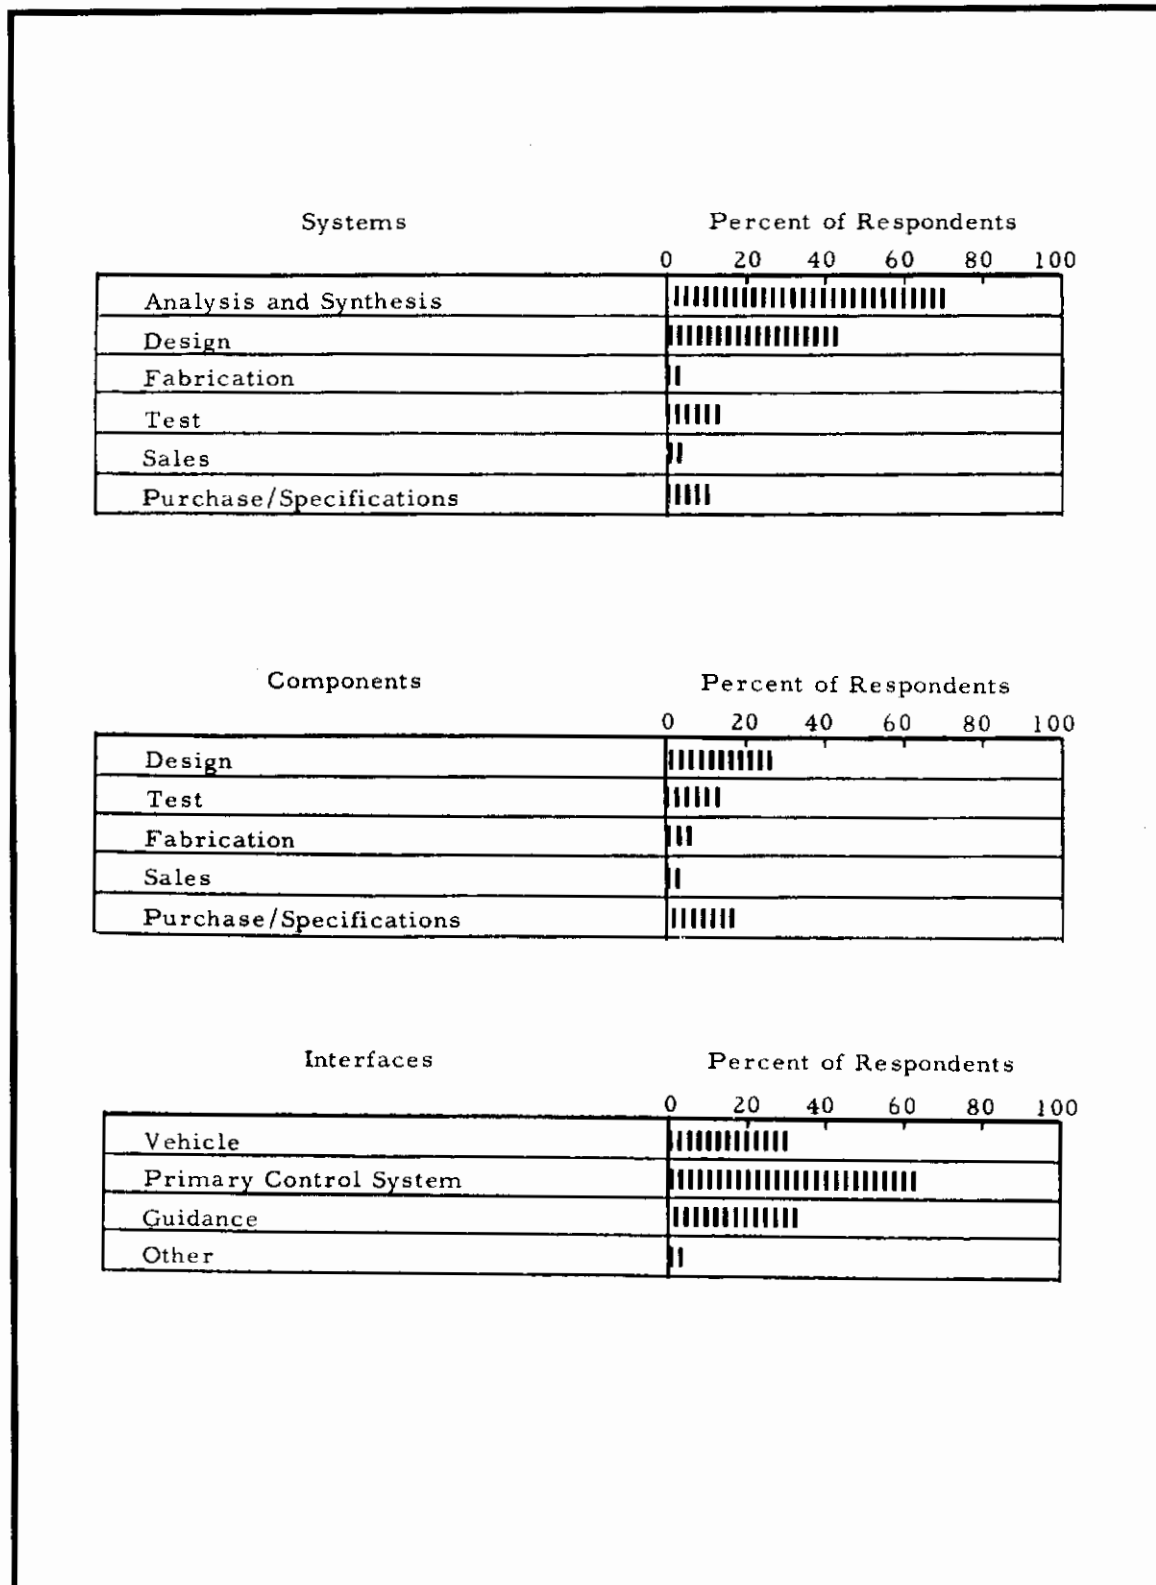 Systems Percent of Respondents
0 20 40 60 80 100
Analysis and Synthesis
Design
Fabrication
Test
Sales
Purchase/Specifications
Components Percent of Respondents
0 20 40 60 80 100
Design
Test
Fabrication
Sales
Purchase/Specifications
Interfaces Percent of Respondents
0 20 40 60 80 100
Vehicle
Primary Control System
Guidance
Other